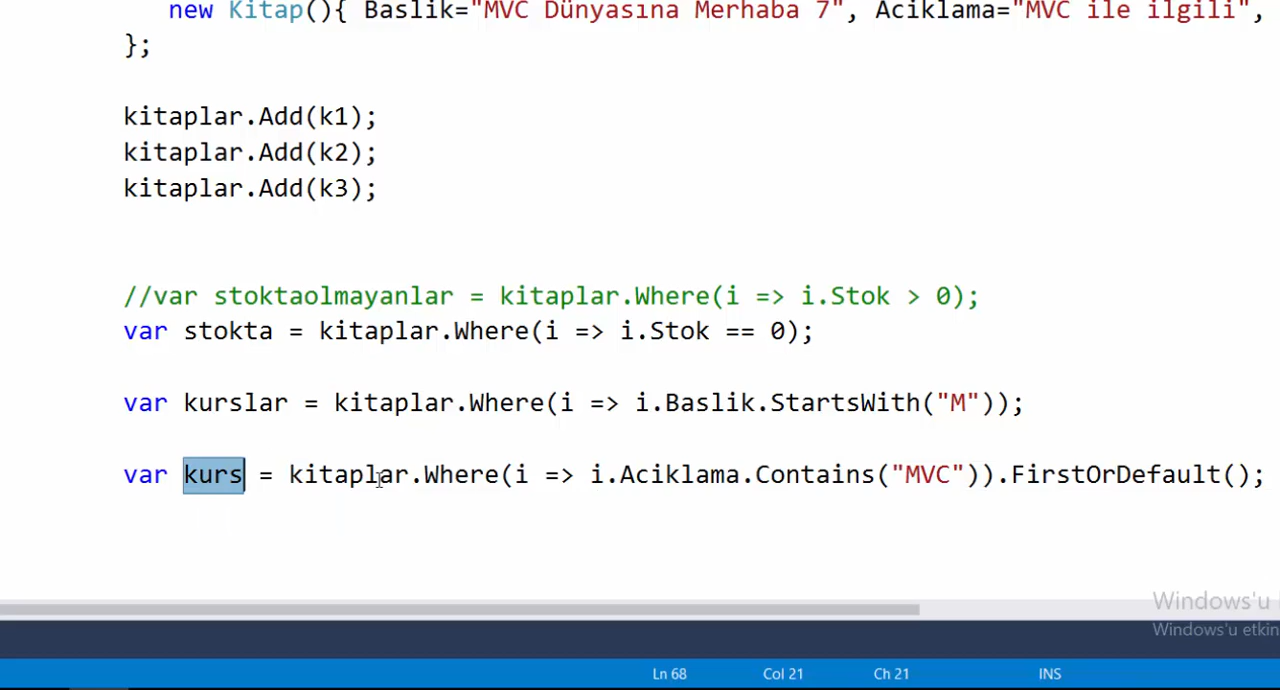 new Kitap(){ Baslik="MVC Dünyasına Merhaba 7", Aciklama="MVC ile ilgili",
};
kitaplar.Add(k1);
kitaplar.Add(k2);
kitaplar.Add(k3);
//var stoktaolmayanlar = kitaplar.Where(i => i.Stok > 0);
var stokta = kitaplar.Where(i => i.Stok == 0);
var kurslar = kitaplar.Where(i => i.Baslik.StartsWith("M"));
var kurs = kitaplar.Where(i => i.Aciklama.Contains("MVC")).FirstOrDefault();
Windows'u
Windows'u etkin
Ln 68 Col 21 Ch 21 INS